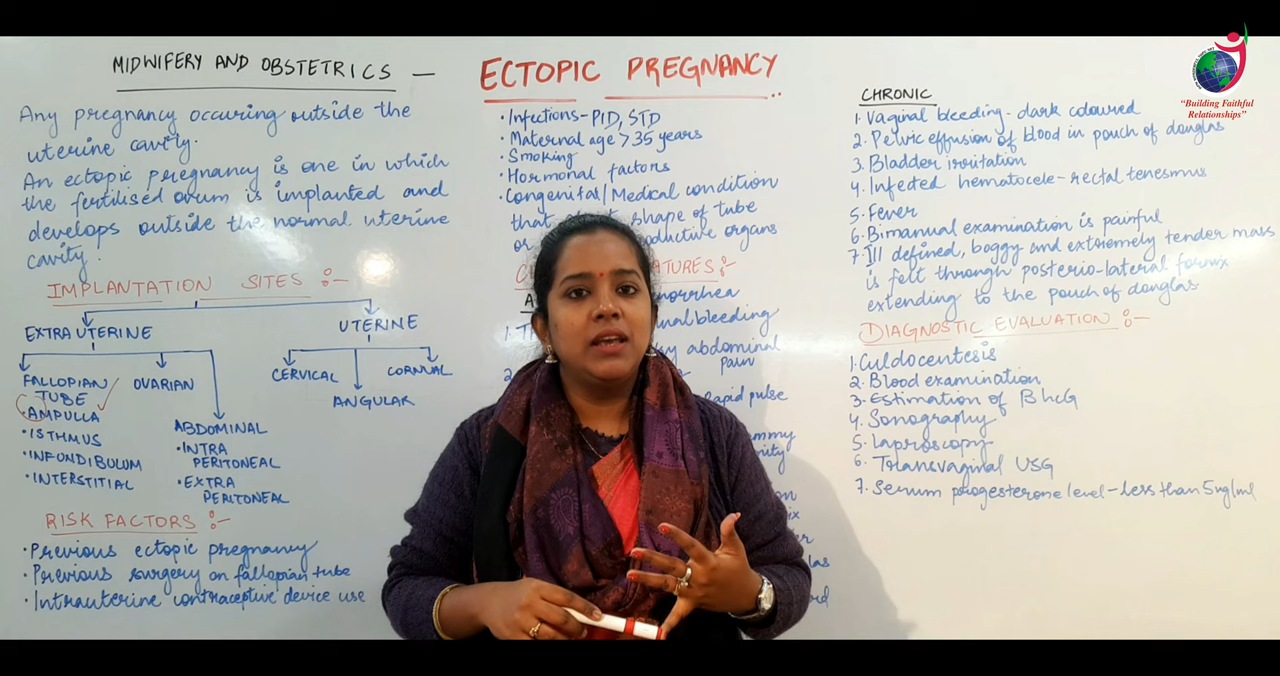 MIDWIFERY AND OBSTETRICS —
Any pregnancy occuring outside the
uterine cavity.
An ectopic pregnancy is one in which
the fertilised ovum is implanted and
develops outside the normal uterine
cavity.
IMPLANTATION SITES :-
EXTRA UTERINE
UTERINE
FALLOPIAN
TUBE
AMPULLA
• ISTHMUS
• INFUNDIBULUM
• INTERSTITIAL
OVARIAN
ABDOMINAL
• INTRA
PERITONEAL
• EXTRA
PERITONEAL
CERVICAL
ANGULAR
CORNUAL
RISK FACTORS :-
• Previous ectopic pregnancy
• Previous surgery on fallopian tube
• Intrauterine contraceptive device use
ECTOPIC PREGNANCY
• Infections - PID, STD
• Maternal age > 35 years
• Smoking
• Hormonal factors
• Congenital/Medical condition
that shape of tube
or organs
:-
bleeding
abdominal
pain
Rapid pulse
CHRONIC
1. Vaginal bleeding - dark coloured
2. Pelvic effusion of blood in pouch of douglas
3. Bladder irritation
4. Infected hematocele - rectal tenesmus
5. Fever
6. Bimanual examination is painful
7. Ill defined, boggy and extremely tender mass
is felt through posterio-lateral fornix
extending to the pouch of douglas.
DIAGNOSTIC EVALUATION :-
1. Culdocentesis
2. Blood examination
3. Estimation of B hcG
4. Sonography
5. Laproscopy
6. Transvaginal USG
7. Serum progesterone level - less than 5ng/ml
"Building Faithful
Relationships"